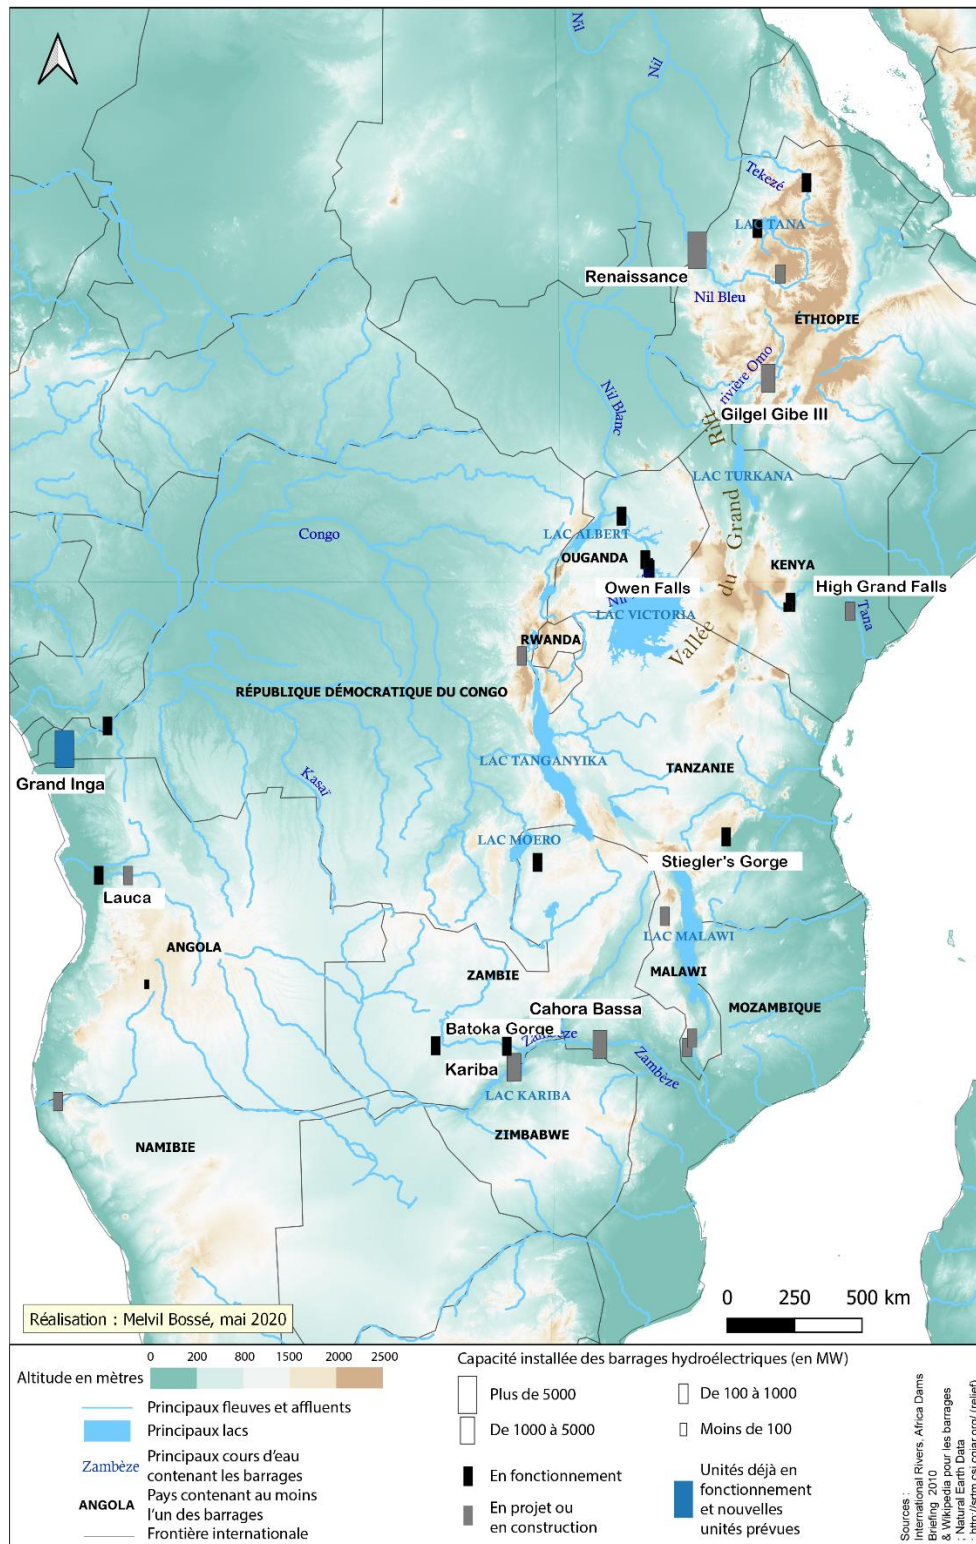 Nil
Nil
Tekezé
LAC TANA
Renaissance
Nil Bleu
ÉTHIOPIE
rivière Omo
Gilgel Gibe III
Nil Blanc
Vallée du Grand Rift
LAC TURKANA
Congo
LAC ALBERT
OUGANDA
KENYA
Owen Falls
High Grand Falls
Tana
LAC VICTORIA
RWANDA
RÉPUBLIQUE DÉMOCRATIQUE DU CONGO
Grand Inga
LAC TANGANYIKA
TANZANIE
Kasaï
LAC MOERO
Stiegler's Gorge
Lauca
ANGOLA
LAC MALAWI
ZAMBIE
MALAWI
Cahora Bassa
MOZAMBIQUE
Batoka Gorge
Zambèze
Kariba
Zambèze
LAC KARIBA
ZIMBABWE
NAMIBIE
Réalisation : Melvil Bossé, mai 2020
0 250 500 km
Altitude en mètres
0 200 800 1500 2000 2500
Principaux fleuves et affluents
Principaux lacs
Zambèze Principaux cours d'eau
contenant les barrages
ANGOLA Pays contenant au moins
l'un des barrages
Frontière internationale
Capacité installée des barrages hydroélectriques (en MW)
Plus de 5000
De 1000 à 5000
De 100 à 1000
Moins de 100
En fonctionnement
En projet ou
en construction
Unités déjà en
fonctionnement
et nouvelles
unités prévues
Sources :
International Rivers, Africa Dams
Briefing 2010
& Wikipedia pour les barrages
: Natural Earth Data
: http://srtm.csi.cgiar.org/ (relief)